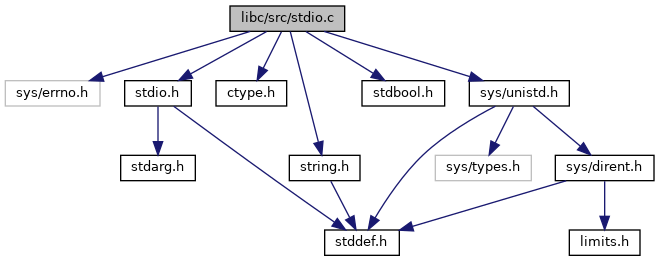 libc/src/stdio.c
sys/errno.h
stdio.h
ctype.h
stdbool.h
sys/unistd.h
stdarg.h
string.h
sys/types.h
sys/dirent.h
stddef.h
limits.h